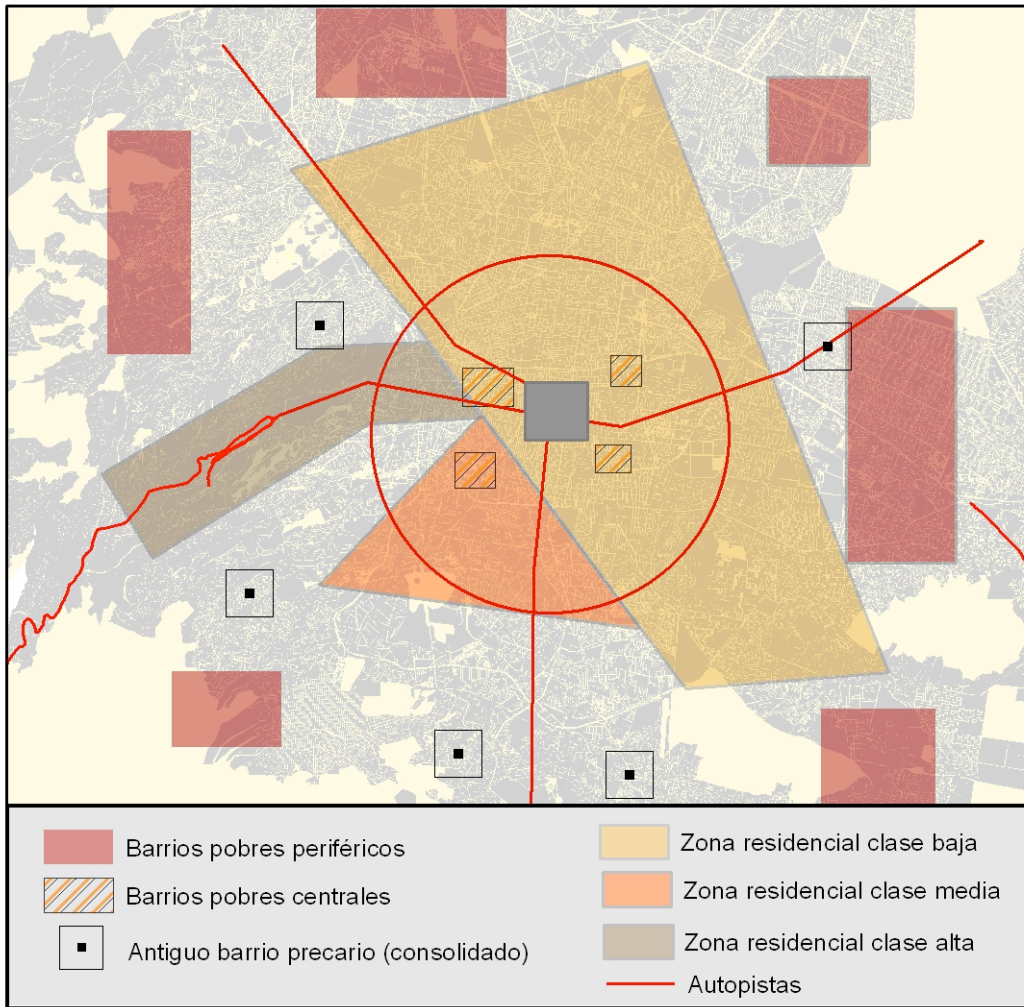 Barrios pobres periféricos
Barrios pobres centrales
Antiguo barrio precario (consolidado)
Zona residencial clase baja
Zona residencial clase media
Zona residencial clase alta
Autopistas